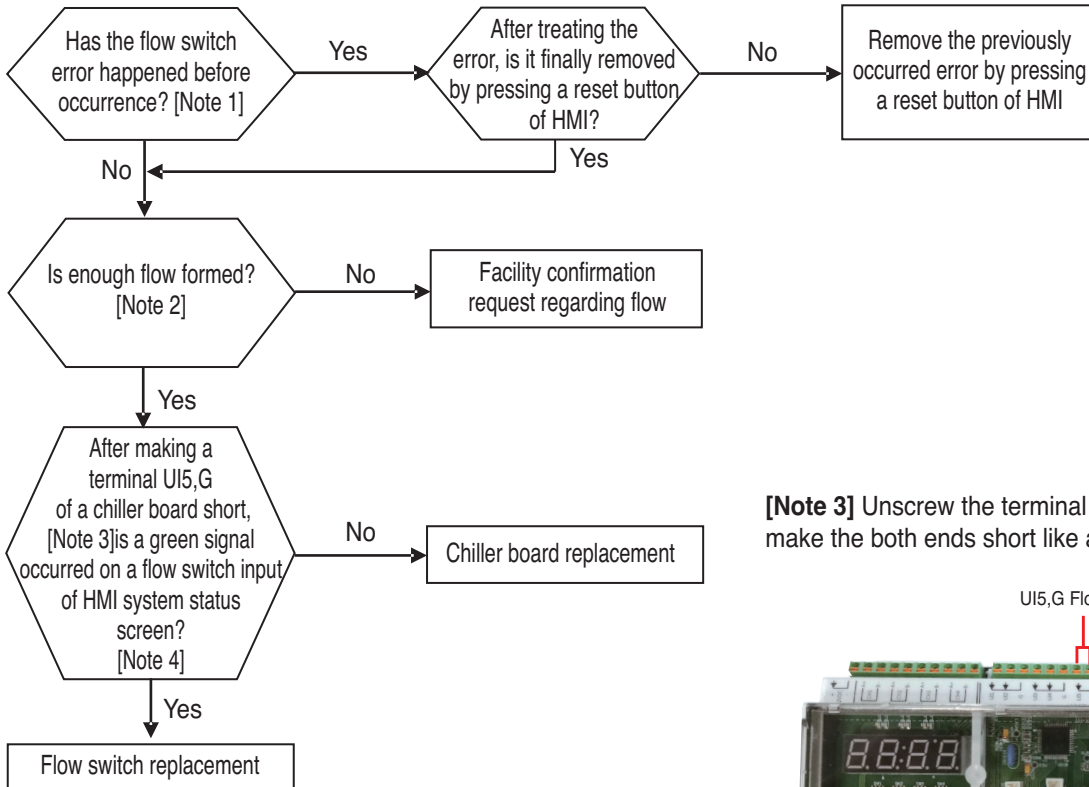 Has the flow switch
error happened before
occurrence? [Note 1]
Yes
After treating the
error, is it finally removed
by pressing a reset button
of HMI?
No
Remove the previously
occurred error by pressing
a reset button of HMI
No
Yes
Is enough flow formed?
[Note 2]
No
Facility confirmation
request regarding flow
Yes
After making a
terminal UI5,G
of a chiller board short,
[Note 3]is a green signal
occurred on a flow switch input
of HMI system status
screen?
[Note 4]
No
Chiller board replacement
Yes
Flow switch replacement
[Note 3] Unscrew the terminal
make the both ends short like a
UI5,G Flo